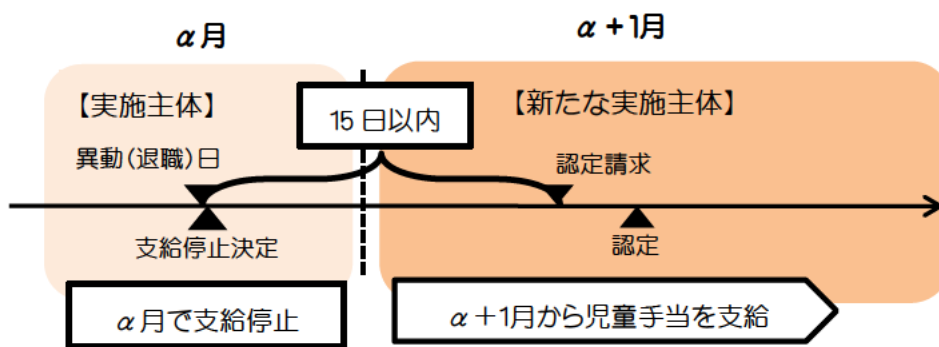 α月
α+1月
【実施主体】
15日以内
【新たな実施主体】
異動(退職)日
認定請求
支給停止決定
認定
α月で支給停止
α+1月から児童手当を支給